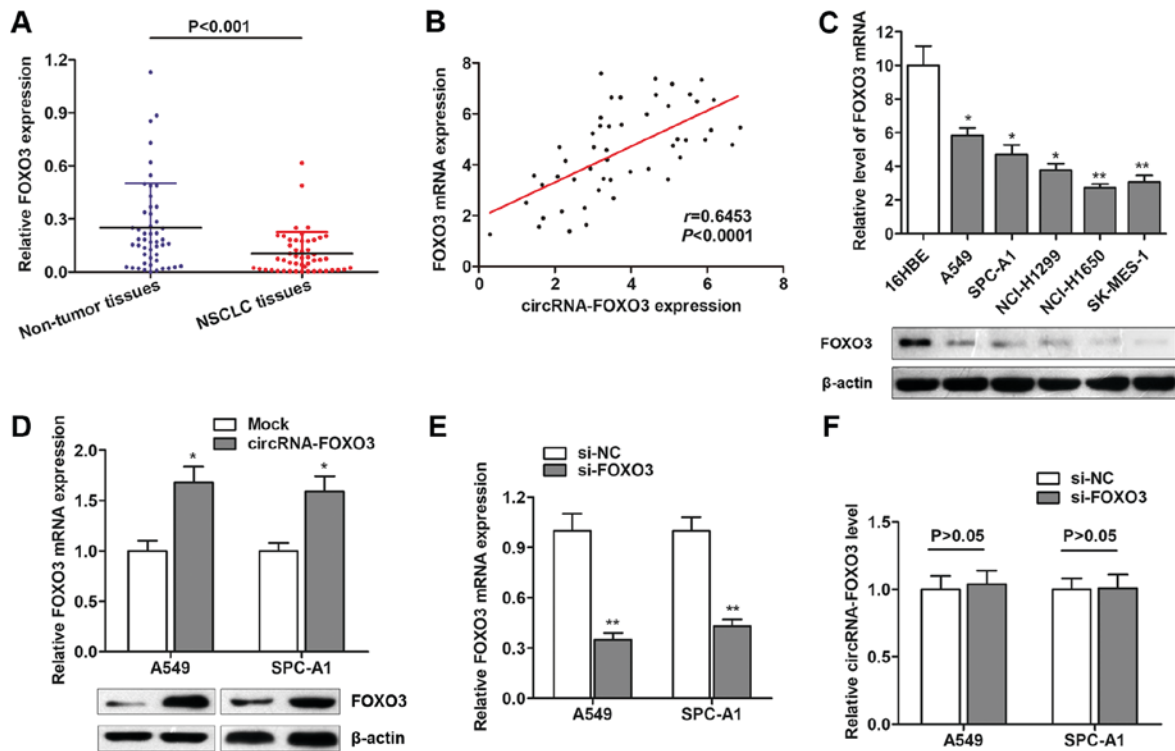 A
P<0.001
Relative FOXO3 expression
1.2
0.9
0.6
0.3
0.0
Non-tumor tissues
NSCLC tissues
B
FOXO3 mRNA expression
8
6
4
2
0
0 2 4 6 8
r=0.6453
P<0.0001
circRNA-FOXO3 expression
C
Relative level of FOXO3 mRNA
12
10
8
6
4
2
0
* * * ** **
16HBE
A549
SPC-A1
NCI-H1299
NCI-H1650
SK-MES-1
FOXO3
β-actin
D
Mock
circRNA-FOXO3
Relative FOXO3 mRNA expression
2.0
1.5
1.0
0.5
0.0
* *
A549 SPC-A1
FOXO3
β-actin
E
si-NC
si-FOXO3
Relative FOXO3 mRNA expression
1.2
0.9
0.6
0.3
0.0
** **
A549 SPC-A1
F
si-NC
si-FOXO3
Relative circRNA-FOXO3 level
1.5
1.0
0.5
0.0
P>0.05 P>0.05
A549 SPC-A1